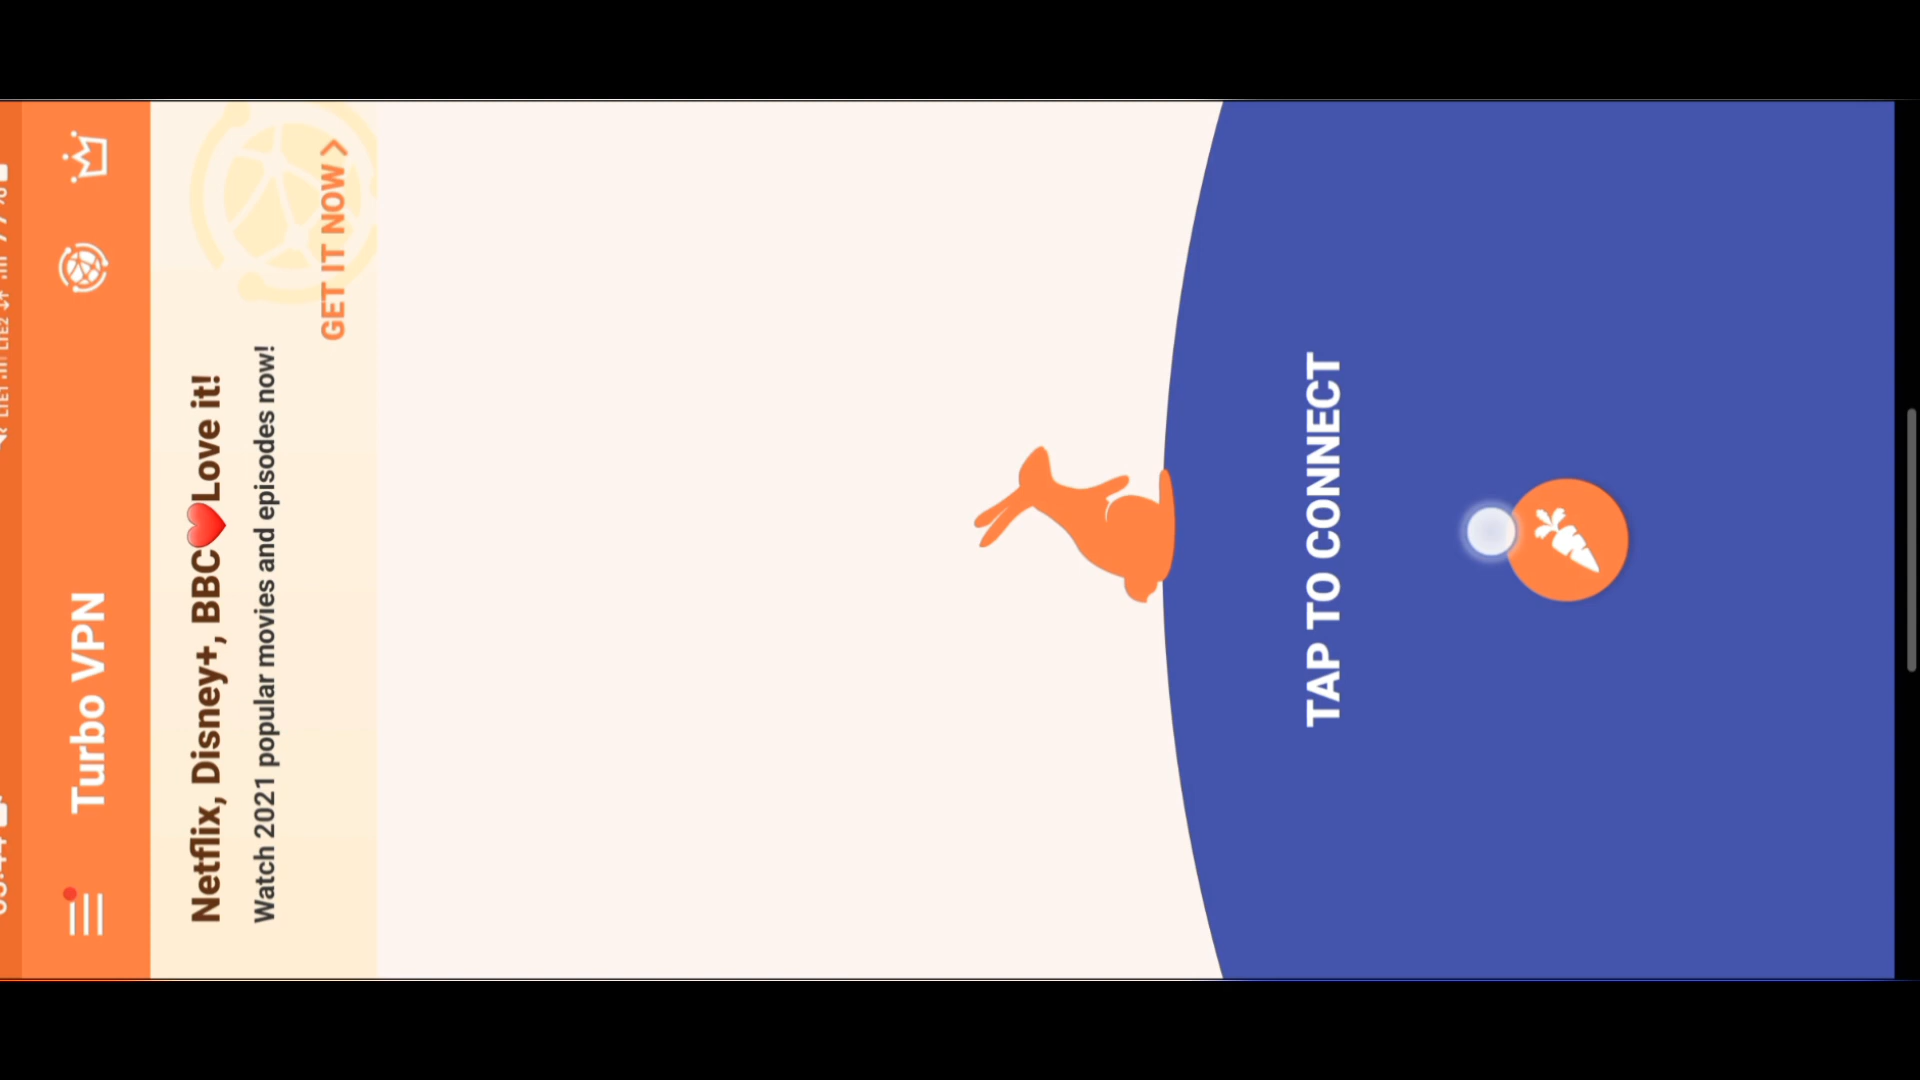 Turbo VPN
Netflix, Disney+, BBC❤️Love it!
Watch 2021 popular movies and episodes now!
GET IT NOW >
TAP TO CONNECT